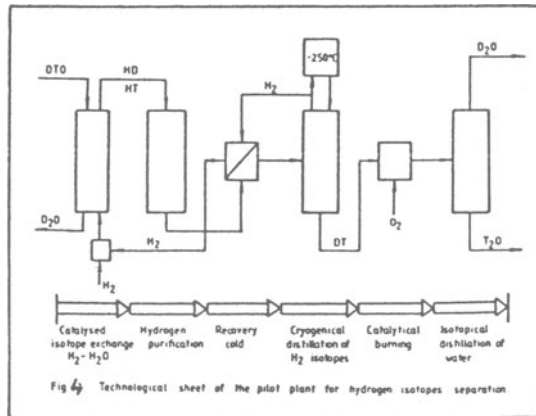 -250°C
D₂O
DTO
HD
HT
H₂
D₂O
H₂
H₂
DT
O₂
T₂O
Catalysed isotope exchange H₂-H₂O
Hydrogen purification
Recovery cold
Cryogenical distillation of H₂ isotopes
Catalytical burning
Isotopical distillation of water
Fig 4 Technological sheet of the pilot plant for hydrogen isotopes separation